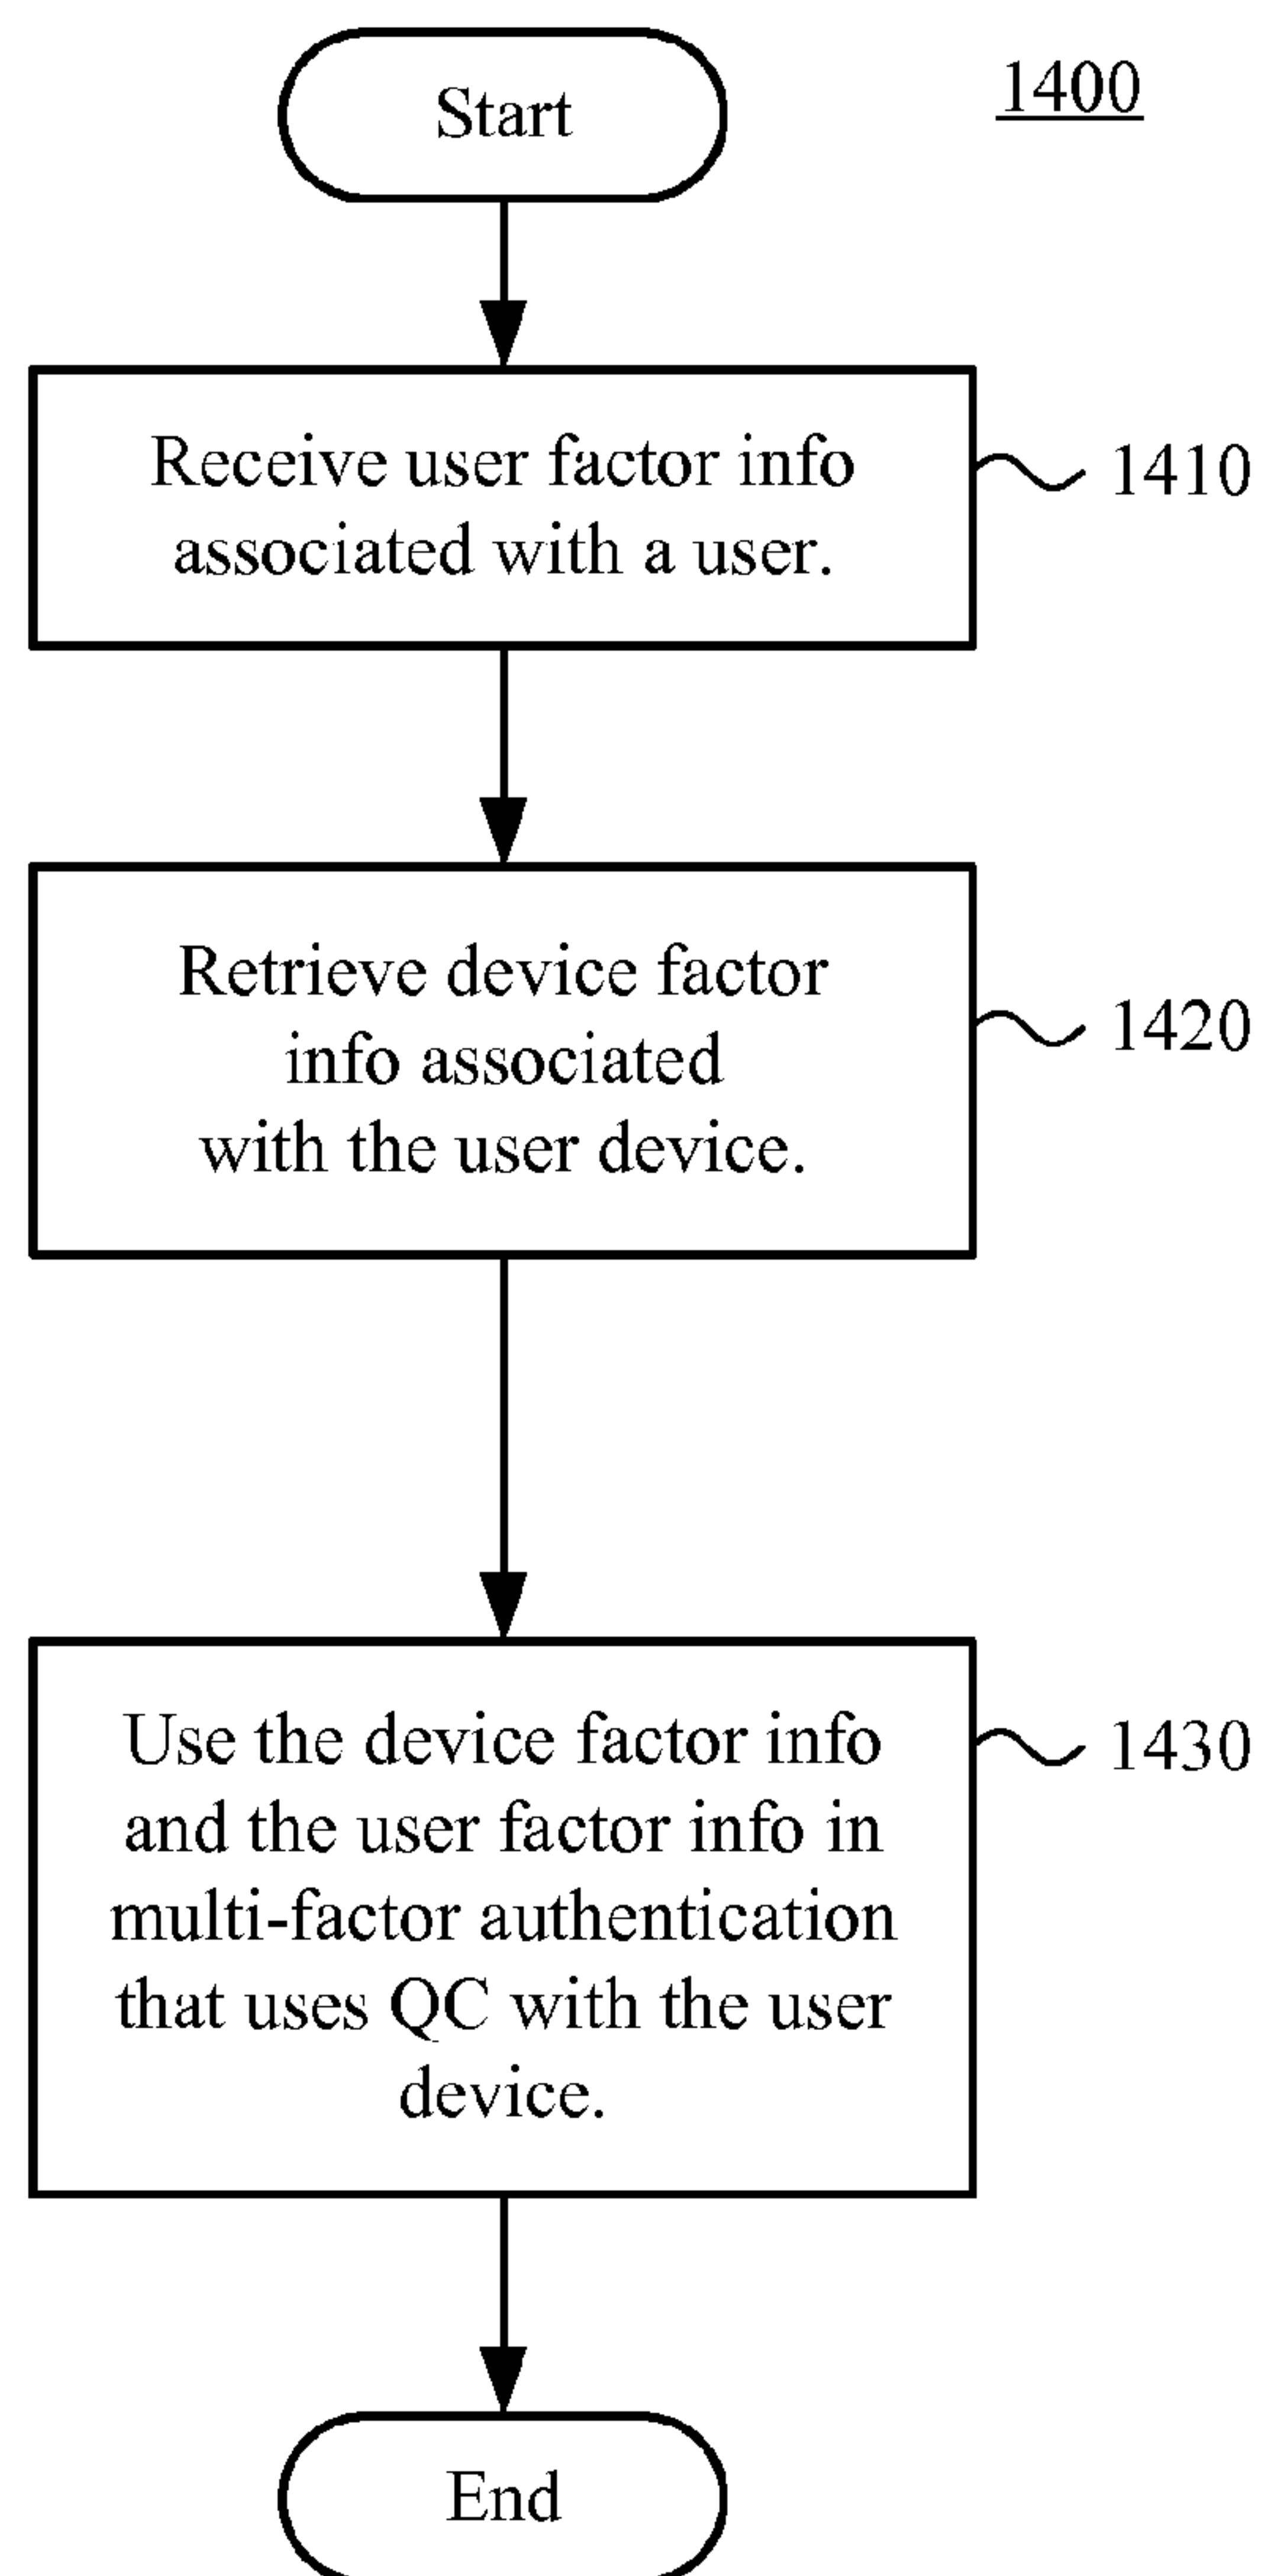 Start
1400
Receive user factor info
associated with a user.
1410
Retrieve device factor
info associated
with the user device.
1420
Use the device factor info
and the user factor info in
multi-factor authentication
that uses QC with the user
device.
1430
End